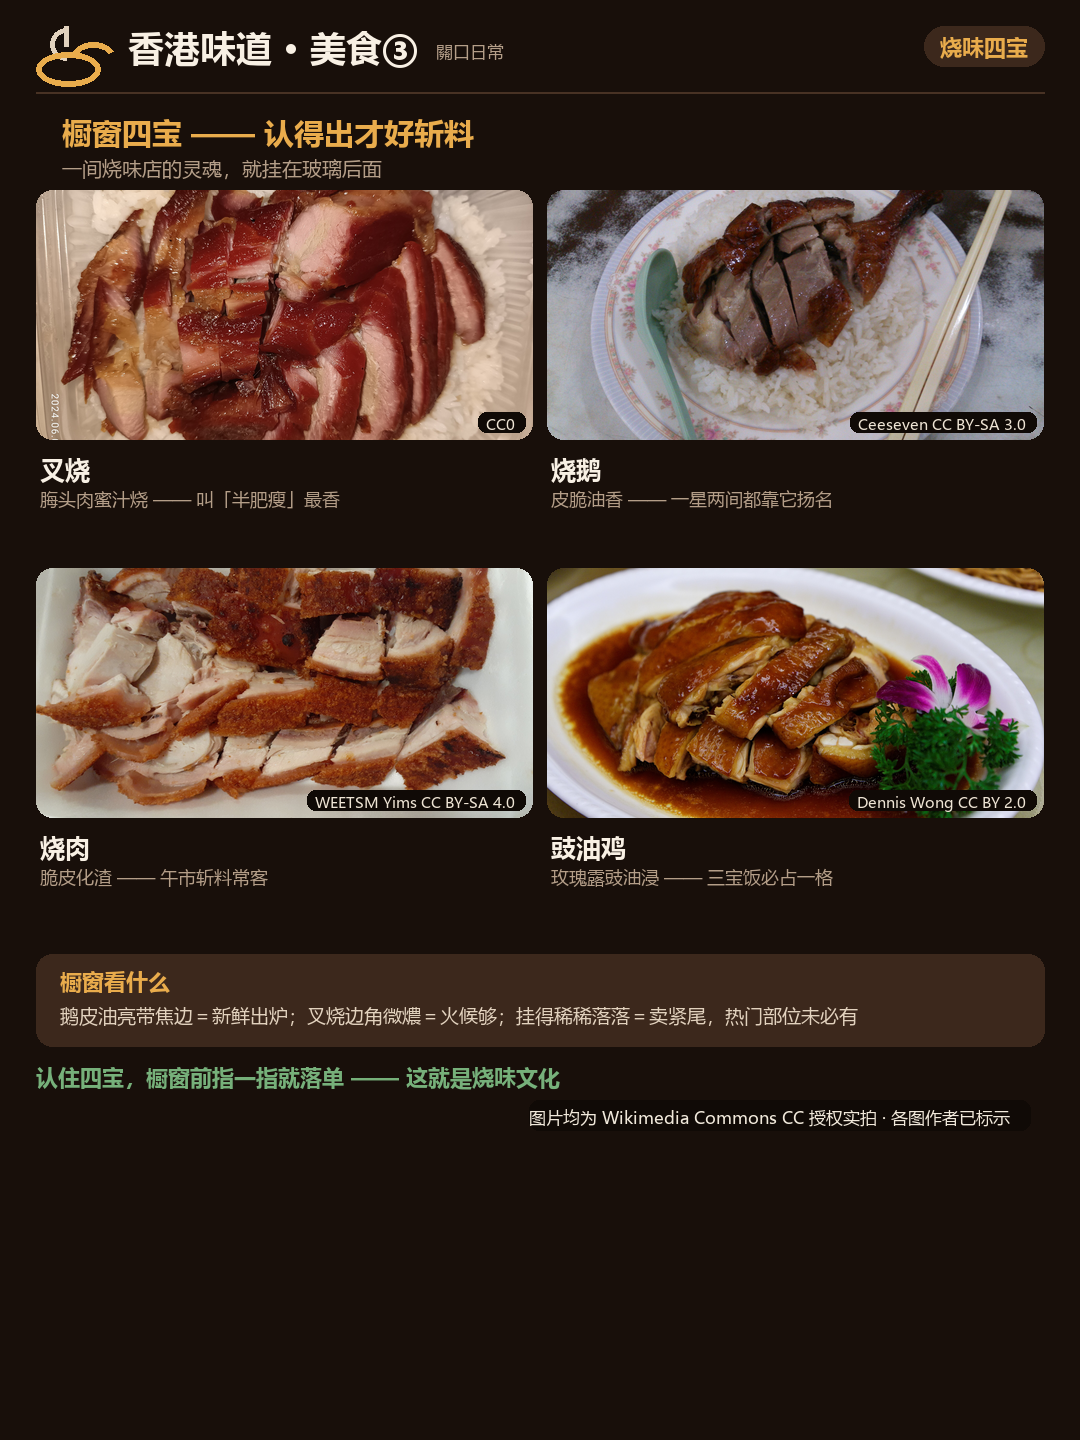 香港味道·美食③
關口日常
烧味四宝
橱窗四宝 —— 认得出才好斩料
一间烧味店的灵魂，就挂在玻璃后面
2024.06.
CC0
Ceeseven CC BY-SA 3.0
叉烧
脢头肉蜜汁烧 —— 叫「半肥瘦」最香
烧鹅
皮脆油香 —— 一星两间都靠它扬名
WEETSM Yims CC BY-SA 4.0
Dennis Wong CC BY 2.0
烧肉
脆皮化渣 —— 午市斩料常客
豉油鸡
玫瑰露豉油浸 —— 三宝饭必占一格
橱窗看什么
鹅皮油亮带焦边＝新鲜出炉；叉烧边角微燶＝火候够；挂得稀稀落落＝卖紧尾，热门部位未必有
认住四宝，橱窗前指一指就落单 —— 这就是烧味文化
图片均为 Wikimedia Commons CC 授权实拍 · 各图作者已标示